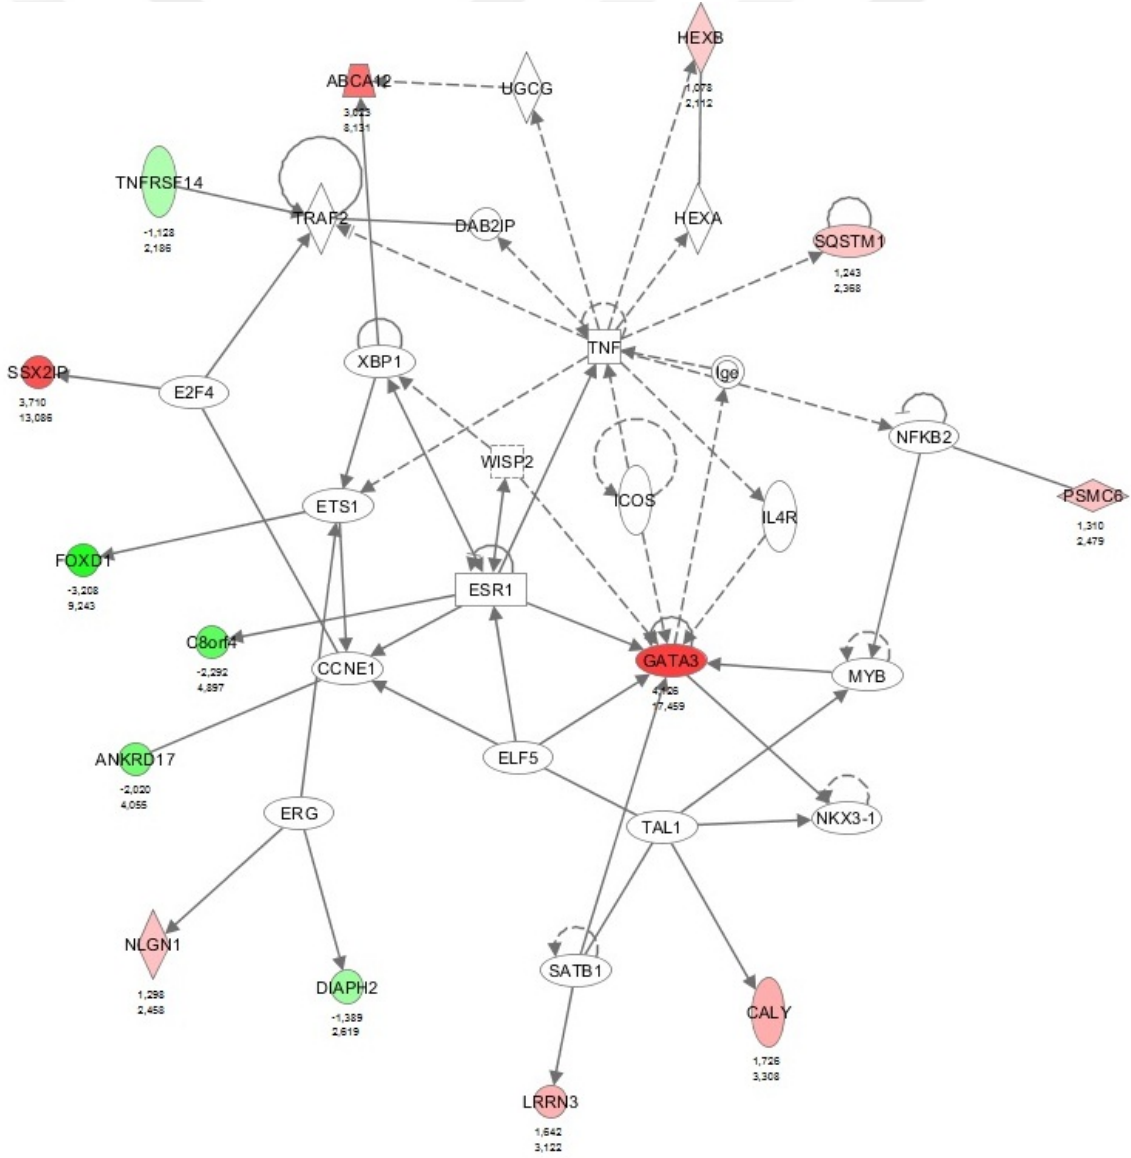 HEXB
1,078
2,112
ABCA12
8,131
UGCG
TNFRSF14
-1,128
2,186
TRAF2
DAB2IP
HEXA
SQSTM1
1,243
2,368
TNF
XBP1
Ige
SSX2IP
3,710
13,086
E2F4
NFKB2
WISP2
PSMC6
1,310
2,479
ICOS
IL4R
ETS1
FOXD1
-3,208
9,243
ESR1
C8orf4
-2,292
4,897
CCNE1
GATA3
4,126
17,459
MYB
ANKRD17
-2,020
4,055
ELF5
ERG
TAL1
NKX3-1
NLGN1
1,298
2,458
DIAPH2
-1,389
2,619
SATB1
CALY
1,726
3,308
LRRN3
1,642
3,122